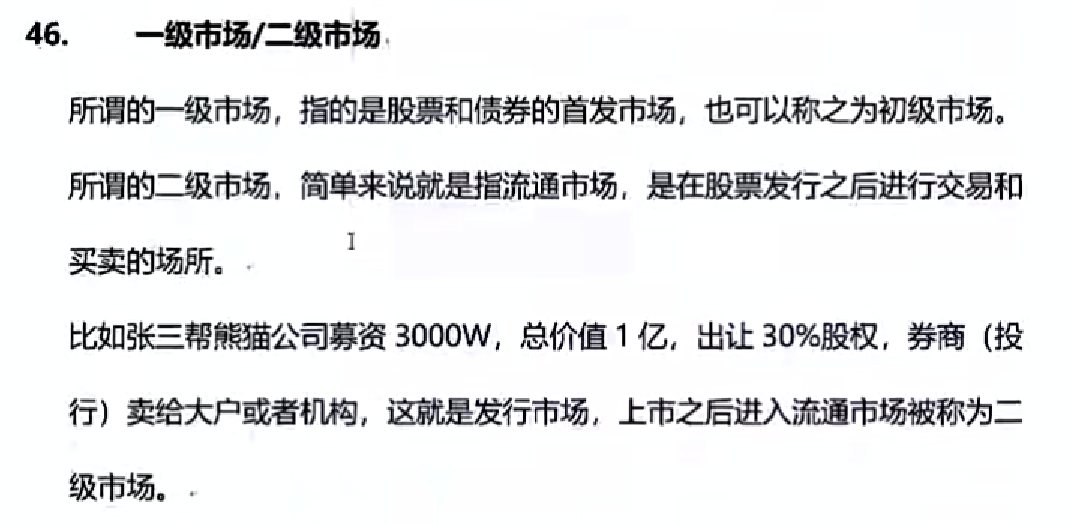 46. 一级市场/二级市场
所谓的一级市场，指的是股票和债券的首发市场，也可以称之为初级市场。
所谓的二级市场，简单来说就是指流通市场，是在股票发行之后进行交易和
买卖的场所。
比如张三帮熊猫公司募资 3000W，总价值 1 亿，出让 30%股权，券商（投
行）卖给大户或者机构，这就是发行市场，上市之后进入流通市场被称为二
级市场。